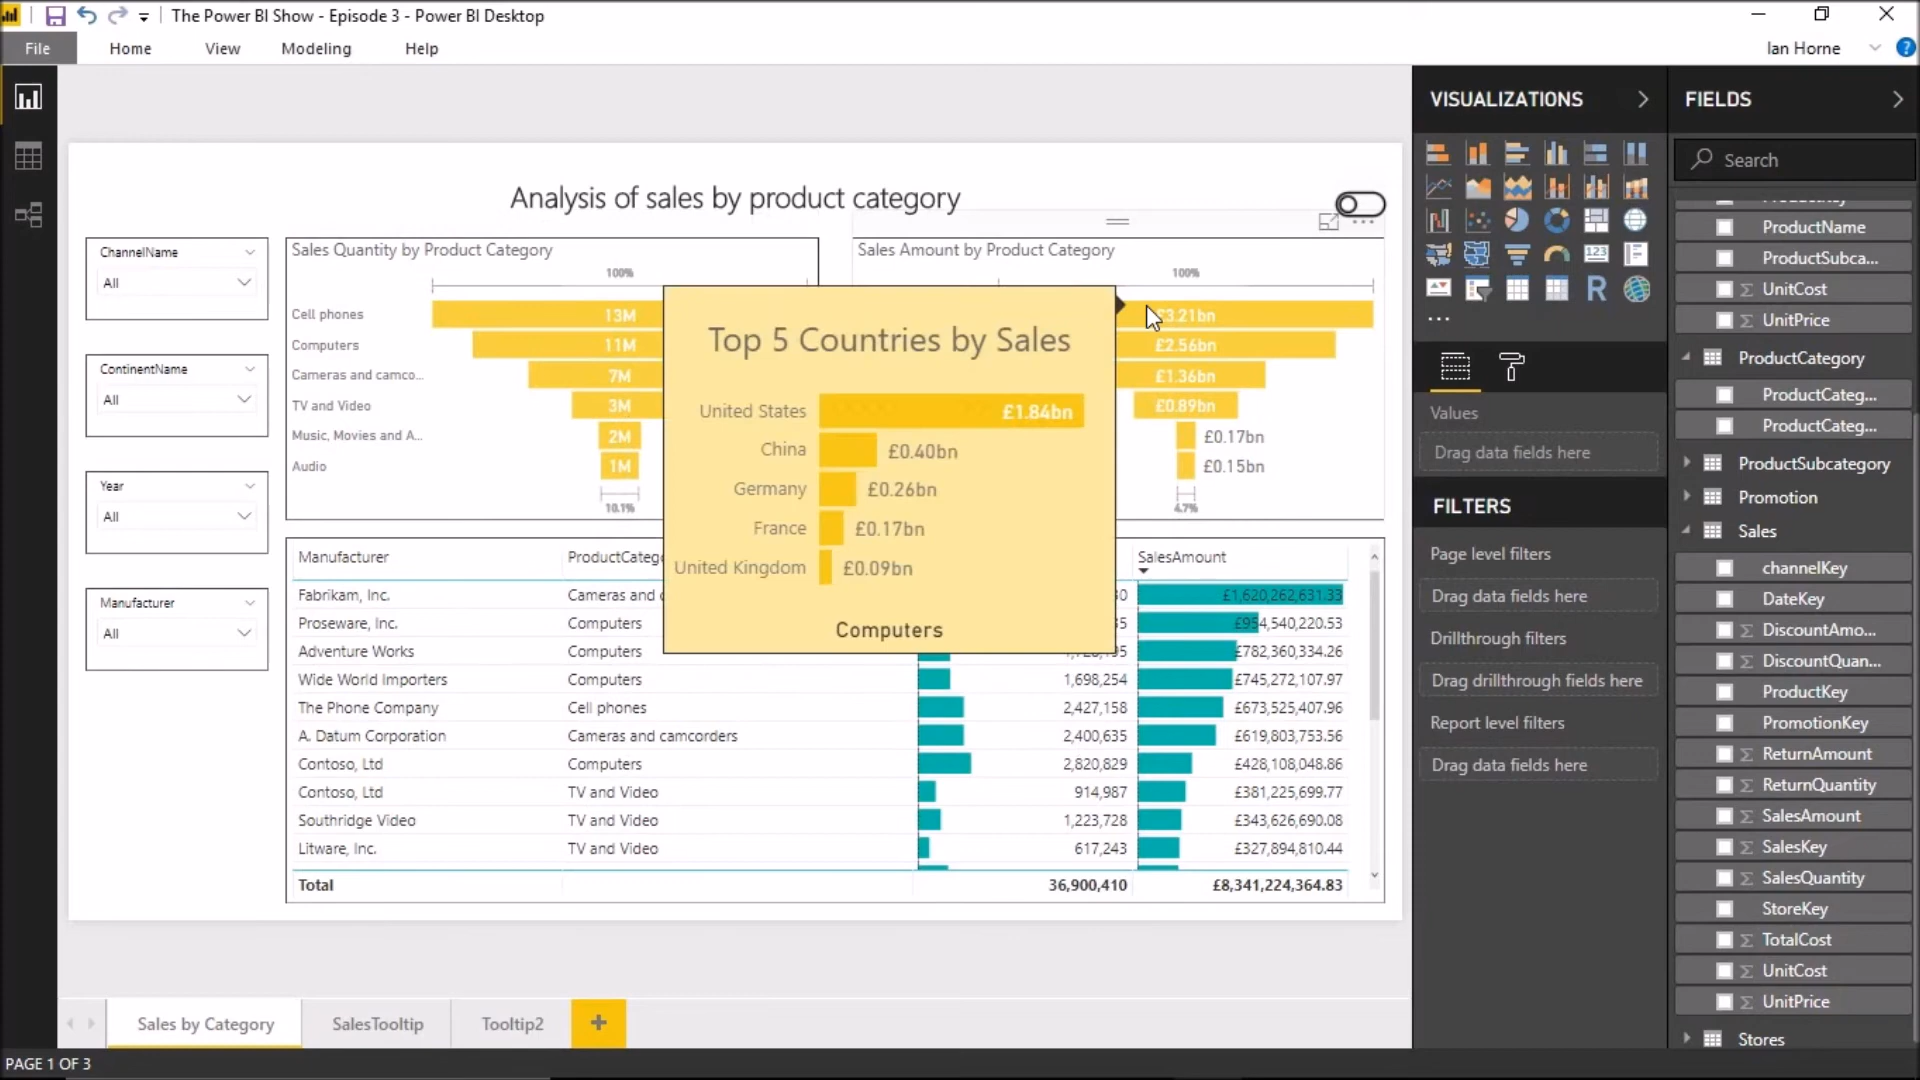 The Power BI Show - Episode 3 - Power BI Desktop
File Home View Modeling Help
Ian Horne
?
Analysis of sales by product category
ChannelName
All
ContinentName
All
Year
All
Manufacturer
All
Sales Quantity by Product Category
100%
Cell phones 13M
Computers 11M
Cameras and camco... 7M
TV and Video 3M
Music, Movies and A... 2M
Audio 1M
10.1%
Sales Amount by Product Category
100%
£3.21bn
£2.56bn
£1.36bn
£0.89bn
£0.17bn
£0.15bn
4.7%
Top 5 Countries by Sales
United States £1.84bn
China £0.40bn
Germany £0.26bn
France £0.17bn
United Kingdom £0.09bn
Computers
Manufacturer SalesAmount
Fabrikam, Inc. Cameras and £1,620,262,631.33
Proseware, Inc. Computers £954,540,220.53
Adventure Works Computers £782,360,334.26
Wide World Importers Computers 1,698,254 £745,272,107.97
The Phone Company Cell phones 2,427,158 £673,525,407.96
A. Datum Corporation Cameras and camcorders 2,400,635 £619,803,753.56
Contoso, Ltd Computers 2,820,829 £428,108,048.86
Contoso, Ltd TV and Video 914,987 £381,225,699.77
Southridge Video TV and Video 1,223,728 £343,626,690.08
Litware, Inc. TV and Video 617,243 £327,894,810.44
Total 36,900,410 £8,341,224,364.83
Sales by Category SalesTooltip Tooltip2 +
PAGE 1 OF 3
VISUALIZATIONS
123
R
...
Values
Drag data fields here
FILTERS
Page level filters
Drag data fields here
Drillthrough filters
Drag drillthrough fields here
Report level filters
Drag data fields here
FIELDS
Search
ProductName
ProductSubca...
Σ UnitCost
Σ UnitPrice
ProductCategory
ProductCateg...
ProductCateg...
ProductSubcategory
Promotion
Sales
channelKey
DateKey
Σ DiscountAmo...
Σ DiscountQuan...
ProductKey
PromotionKey
Σ ReturnAmount
Σ ReturnQuantity
Σ SalesAmount
Σ SalesKey
Σ SalesQuantity
StoreKey
Σ TotalCost
Σ UnitCost
Σ UnitPrice
Stores